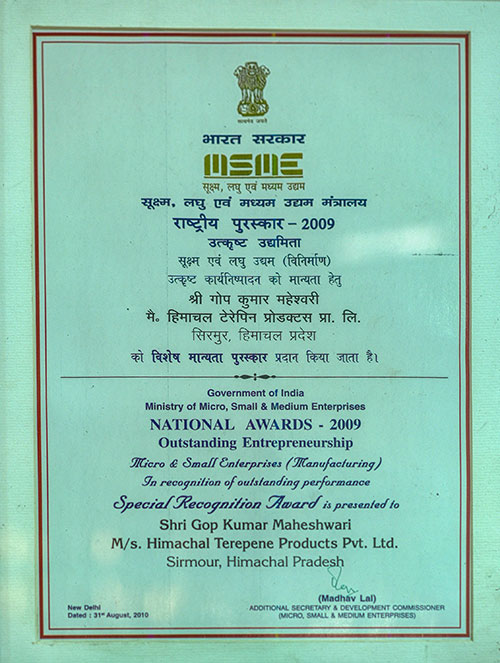 सत्यमेव जयते
भारत सरकार
MSME
सूक्ष्म, लघु एवं मध्यम उद्यम
सूक्ष्म, लघु एवं मध्यम उद्यम मंत्रालय
राष्ट्रीय पुरस्कार – 2009
उत्कृष्ट उद्यमिता
सूक्ष्म एवं लघु उद्यम (विनिर्माण)
उत्कृष्ट कार्यनिष्पादन को मान्यता हेतु
श्री गोप कुमार महेश्वरी
मै. हिमाचल टेरेपिन प्रोडक्टस प्रा. लि.
सिरमुर, हिमाचल प्रदेश
को विशेष मान्यता पुरस्कार प्रदान किया जाता है।
Government of India
Ministry of Micro, Small & Medium Enterprises
NATIONAL AWARDS - 2009
Outstanding Entrepreneurship
Micro & Small Enterprises (Manufacturing)
In recognition of outstanding performance
Special Recognition Award is presented to
Shri Gop Kumar Maheshwari
M/s. Himachal Terepene Products Pvt. Ltd.
Sirmour, Himachal Pradesh
(Madhav Lal)
New Delhi
Dated : 31st August, 2010
ADDITIONAL SECRETARY & DEVELOPMENT COMMISSIONER
(MICRO, SMALL & MEDIUM ENTERPRISES)